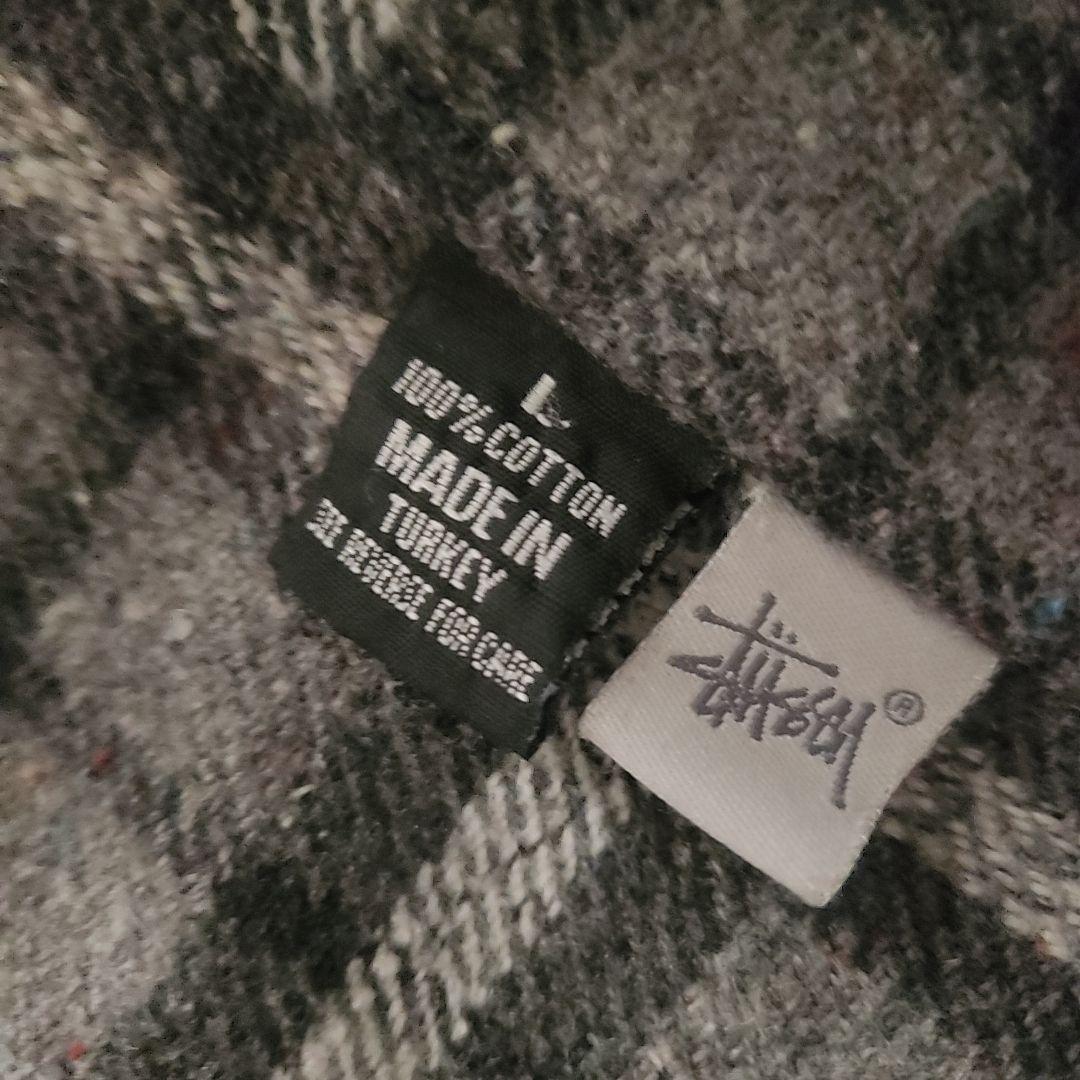 L
100% COTTON
MADE IN
TURKEY
SEE REVERSE FOR CARE
Stüssy ®